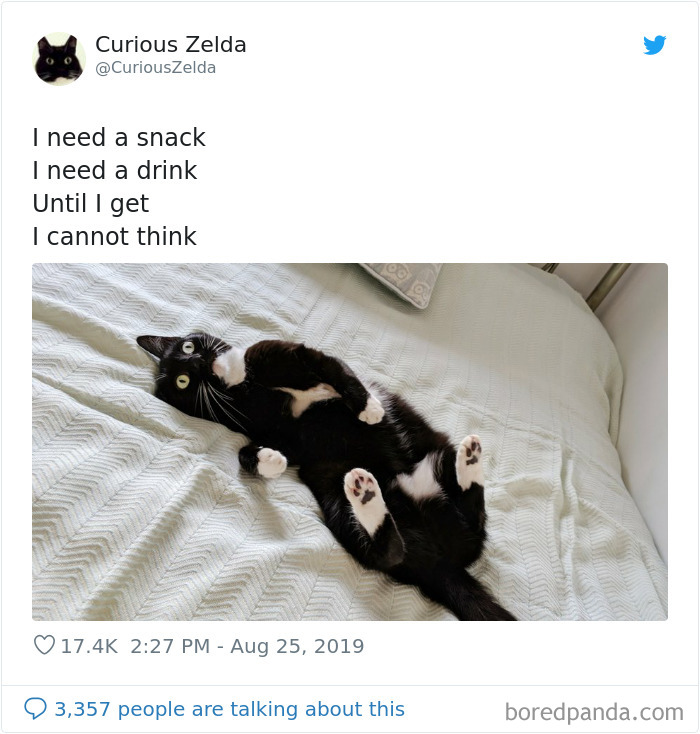 Curious Zelda
@CuriousZelda
I need a snack
I need a drink
Until I get
I cannot think
17.4K 2:27 PM - Aug 25, 2019
3,357 people are talking about this
boredpanda.com